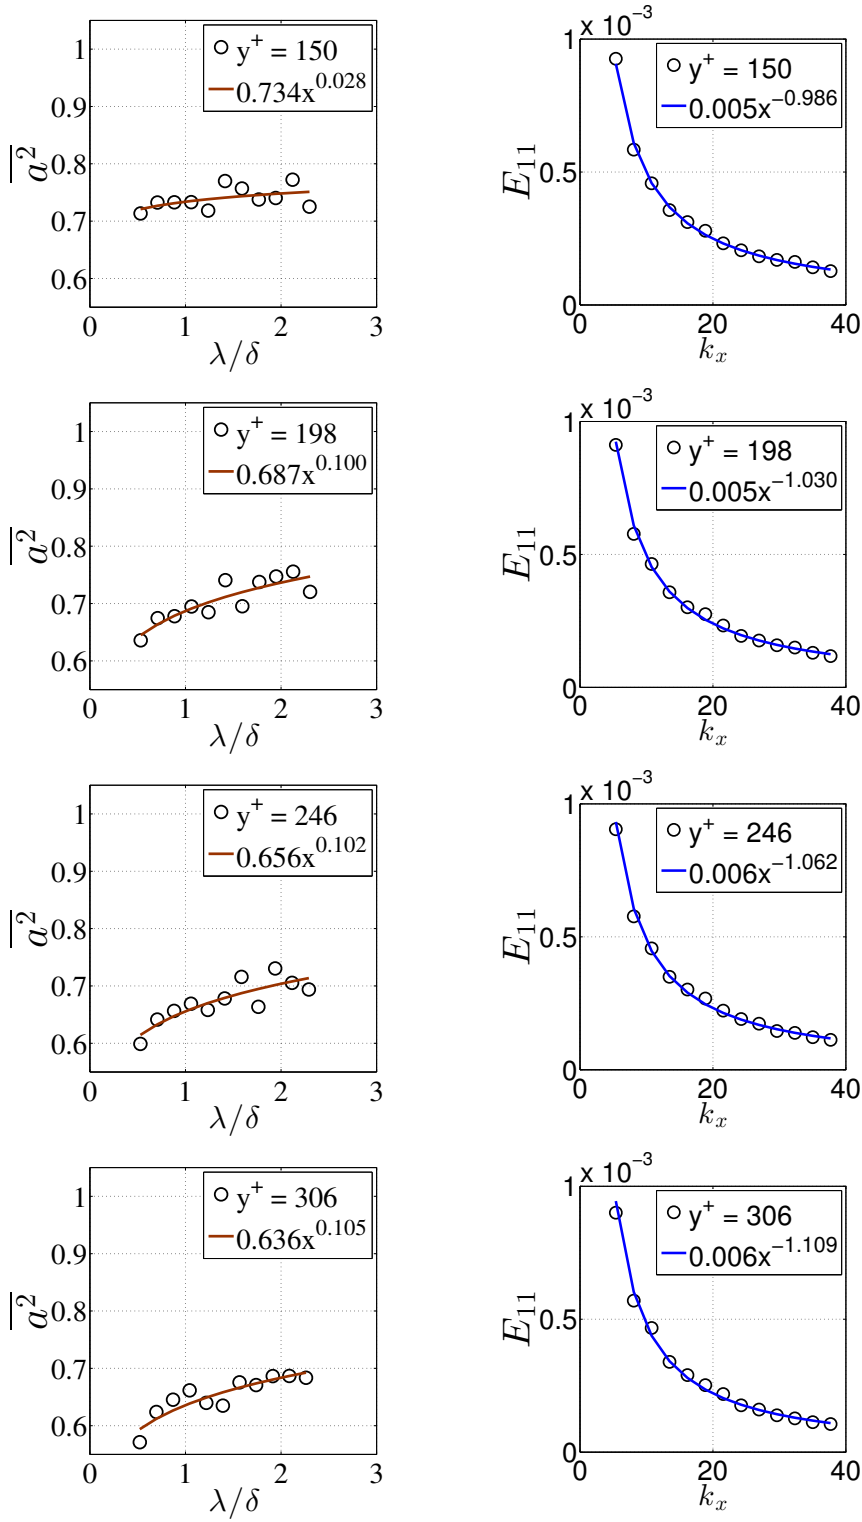 y⁺ = 150
0.734x^0.028
1
0.9
0.8
0.7
0.6
0 1 2 3
a²
λ/δ
1 x 10⁻³
y⁺ = 150
0.005x^−0.986
0.5
0
0 20 40
E₁₁
kₓ
y⁺ = 198
0.687x^0.100
1
0.9
0.8
0.7
0.6
0 1 2 3
a²
λ/δ
1 x 10⁻³
y⁺ = 198
0.005x^−1.030
0.5
0
0 20 40
E₁₁
kₓ
y⁺ = 246
0.656x^0.102
1
0.9
0.8
0.7
0.6
0 1 2 3
a²
λ/δ
1 x 10⁻³
y⁺ = 246
0.006x^−1.062
0.5
0
0 20 40
E₁₁
kₓ
y⁺ = 306
0.636x^0.105
1
0.9
0.8
0.7
0.6
0 1 2 3
a²
λ/δ
1 x 10⁻³
y⁺ = 306
0.006x^−1.109
0.5
0
0 20 40
E₁₁
kₓ